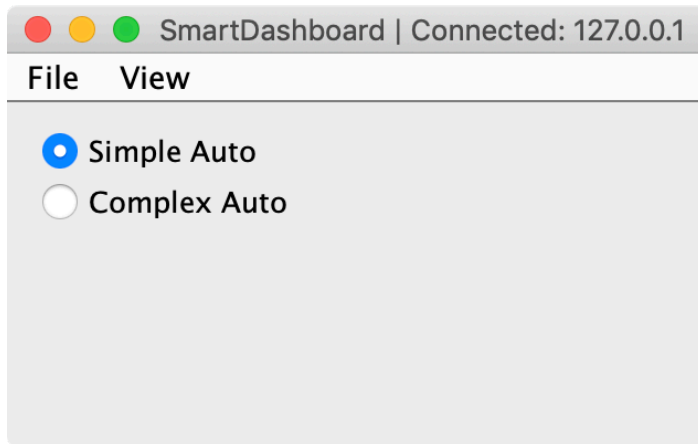 SmartDashboard | Connected: 127.0.0.1
File View
Simple Auto
Complex Auto